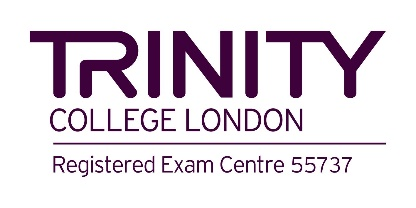 TRINITY
COLLEGE LONDON
Registered Exam Centre 55737